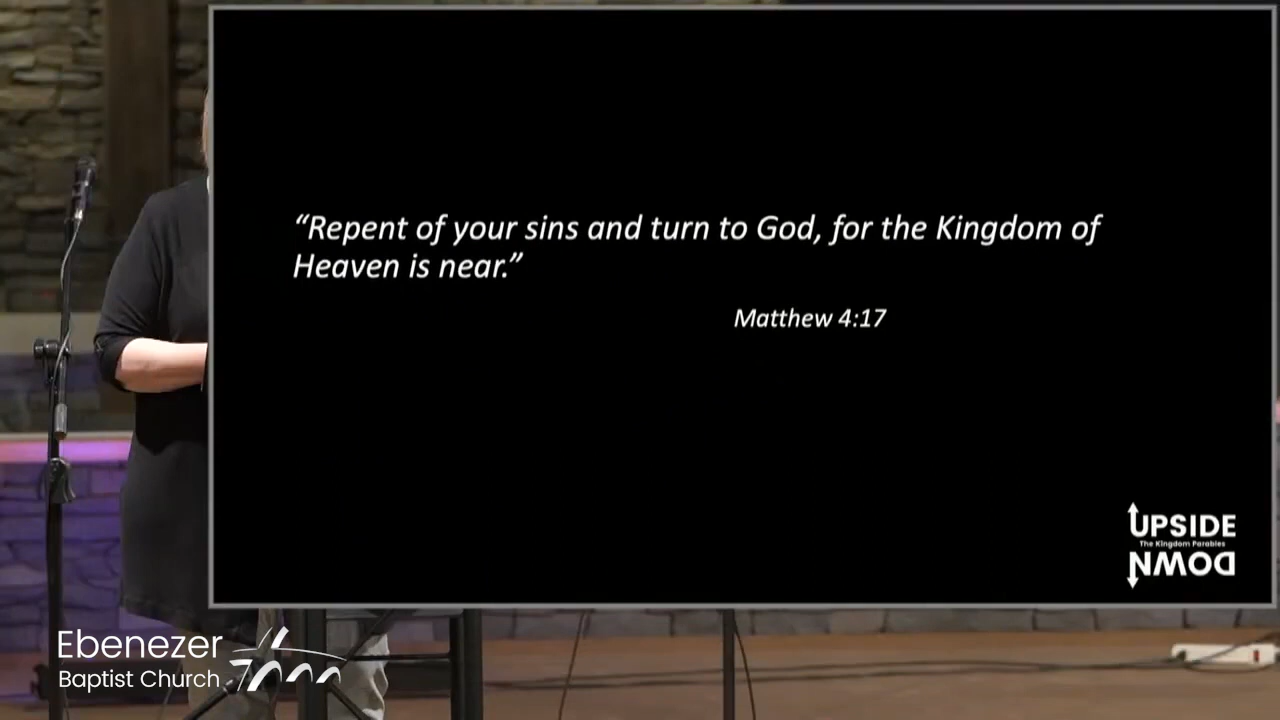 “Repent of your sins and turn to God, for the Kingdom of
Heaven is near.”
Matthew 4:17
UPSIDE
The Kingdom Parables
DOWN
Ebenezer
Baptist Church